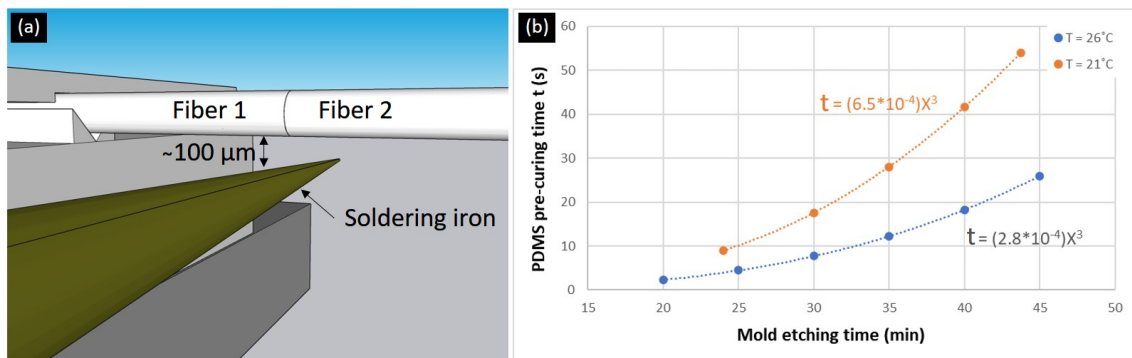 (a)
Fiber 1
Fiber 2
~100 µm
Soldering iron
(b)
PDMS pre-curing time t (s)
60
50
40
30
20
10
0
T = 26˚C
T = 21˚C
t = (6.5*10⁻⁴)X³
t = (2.8*10⁻⁴)X³
15 20 25 30 35 40 45 50
Mold etching time (min)